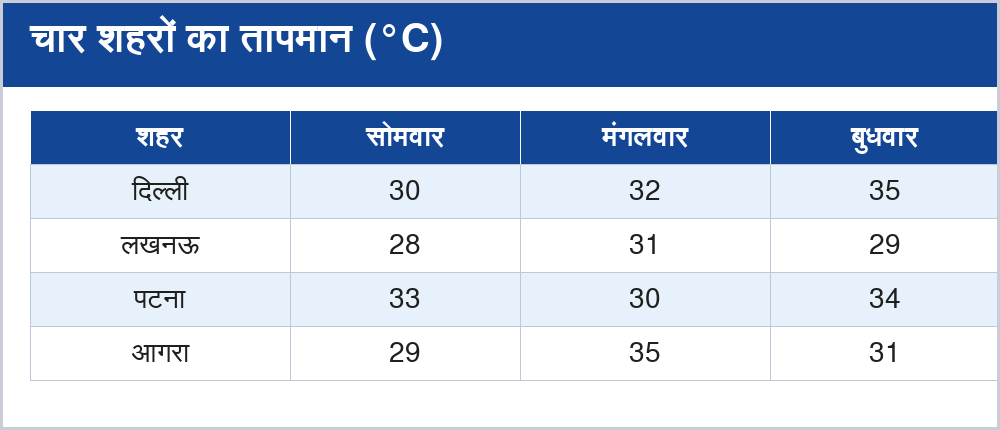 चार शहरों का तापमान (°C)
शहर सोमवार मंगलवार बुधवार
दिल्ली 30 32 35
लखनऊ 28 31 29
पटना 33 30 34
आगरा 29 35 31